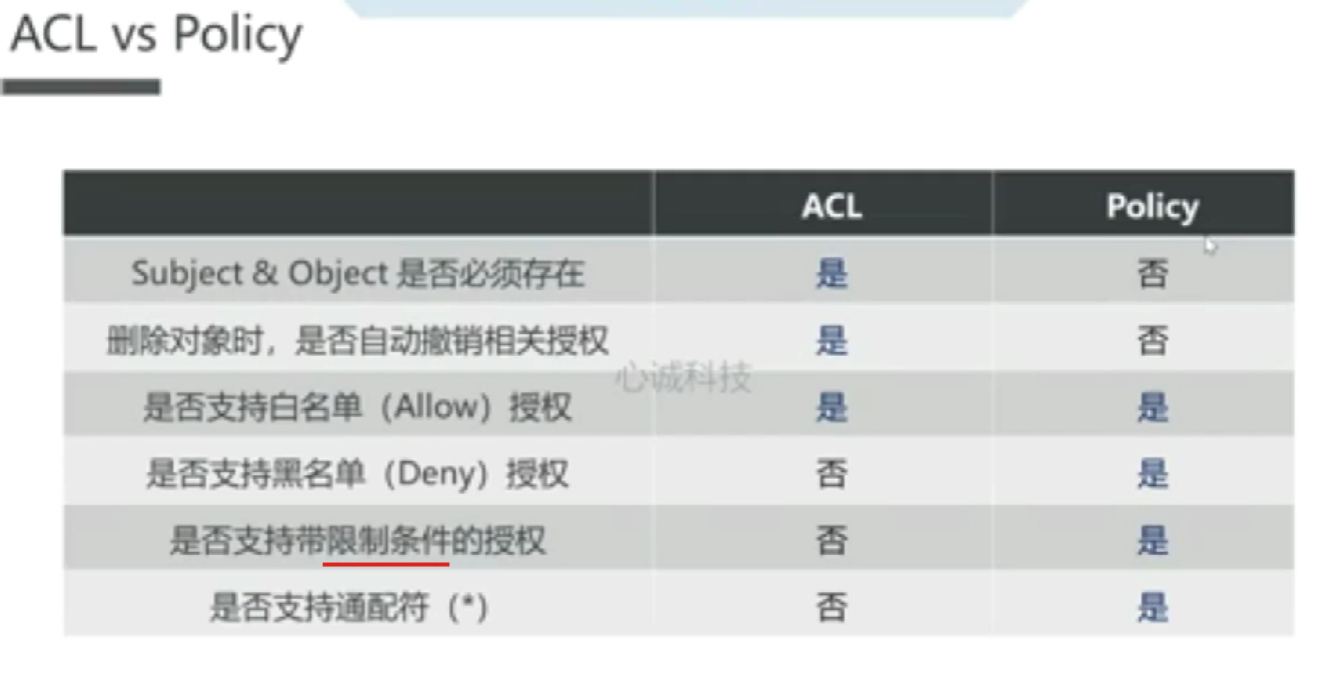 ACL vs Policy
ACL Policy
Subject & Object 是否必须存在 是 否
删除对象时，是否自动撤销相关授权 是 否
心诚科技
是否支持白名单（Allow）授权 是 是
是否支持黑名单（Deny）授权 否 是
是否支持带限制条件的授权 否 是
是否支持通配符（*） 否 是